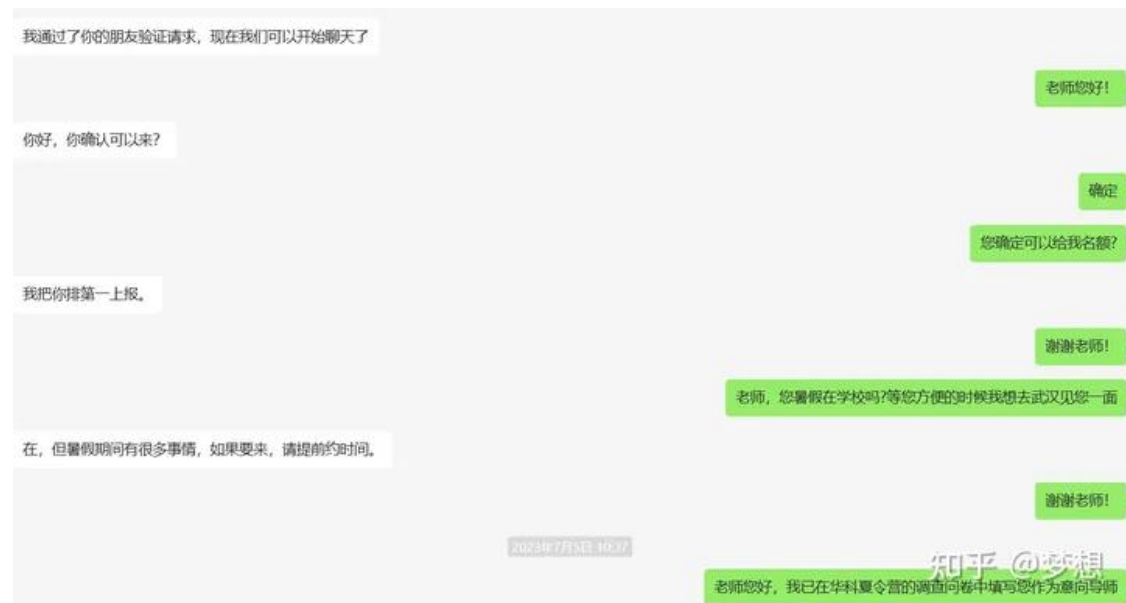 我通过了你的朋友验证请求，现在我们可以开始聊天了
老师您好！
你好，你确认可以来?
确定
您确定可以给我名额?
我把你排第一上报。
谢谢老师！
老师，您暑假在学校吗?等您方便的时候我想去武汉见您一面
在，但暑假期间有很多事情，如果要来，请提前约时间。
谢谢老师！
2023年7月5日 10:37
知乎 @梦想
老师您好，我已在华科夏令营的调查问卷中填写您作为意向导师